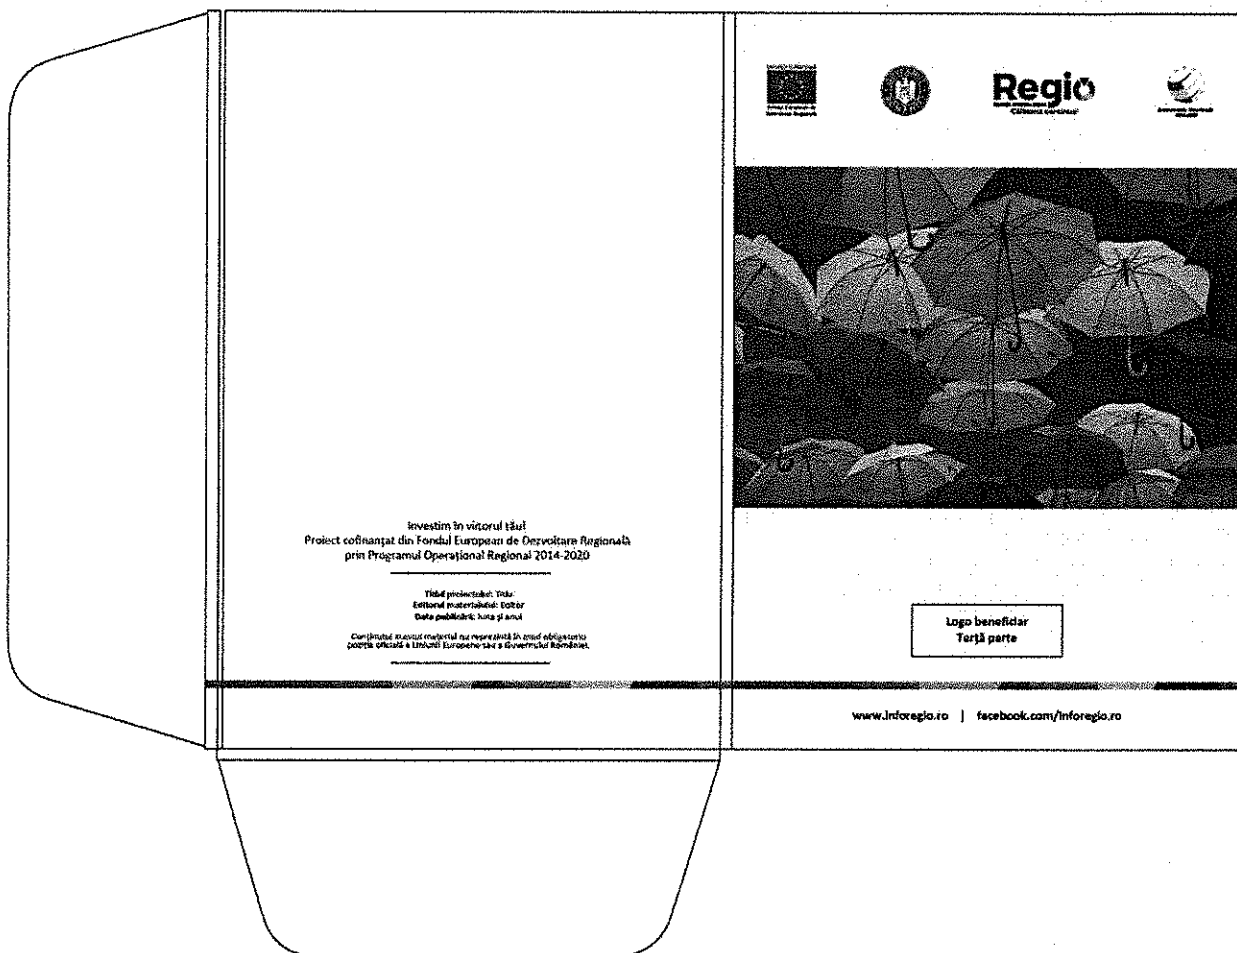 Regio
Investim în viitorul tău!
Proiect cofinanțat din Fondul European de Dezvoltare Regională
prin Programul Operațional Regional 2014-2020
Titlul proiectului: Titlu
Editorul materialului: Editor
Data publicării: luna și anul
Conținutul acestui material nu reprezintă în mod obligatoriu
poziția oficială a Uniunii Europene sau a Guvernului României.
Logo beneficiar
Terță parte
www.inforegio.ro | facebook.com/inforegio.ro